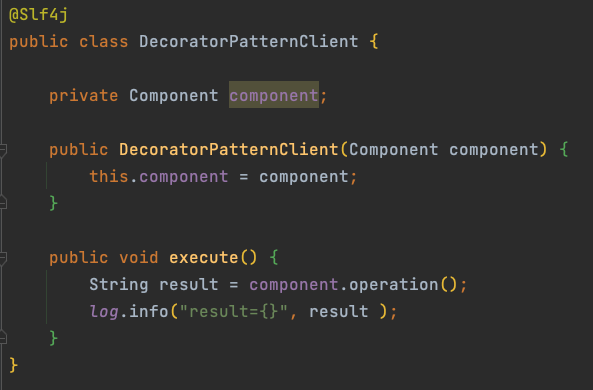 @Slf4j
public class DecoratorPatternClient {
private Component component;
public DecoratorPatternClient(Component component) {
this.component = component;
}
public void execute() {
String result = component.operation();
log.info("result={}", result );
}
}